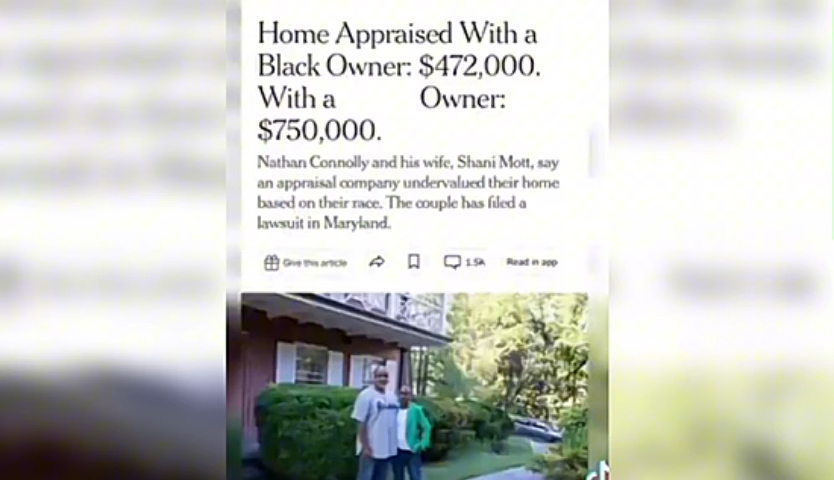 Home Appraised With a
Black Owner: $472,000.
With a Owner:
$750,000.
Nathan Connolly and his wife, Shani Mott, say
an appraisal company undervalued their home
based on their race. The couple has filed a
lawsuit in Maryland.
Give this article 1.5K Read in app